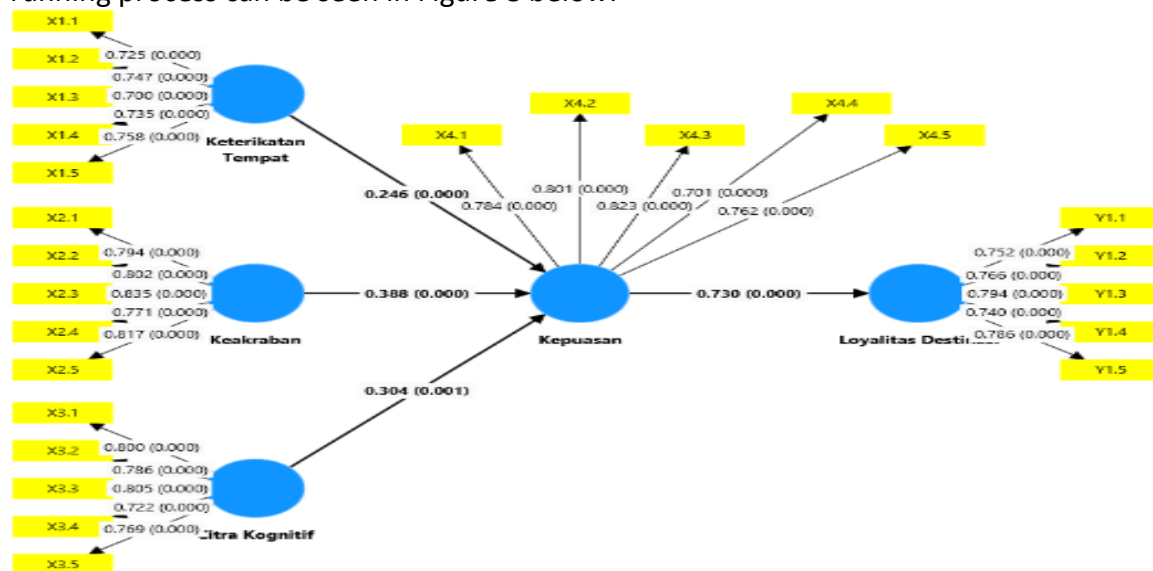 running process can be seen in Figure 3 below:
X1.1
0.725 (0.000)
X1.2
0.747 (0.000)
X1.3
0.700 (0.000)
0.735 (0.000)
X1.4
0.758 (0.000)
X1.5
Keterikatan
Tempat
X4.1
X4.2
X4.3
X4.4
X4.5
0.784 (0.000)
0.801 (0.000)
0.823 (0.000)
0.701 (0.000)
0.762 (0.000)
0.246 (0.000)
X2.1
0.794 (0.000)
X2.2
0.802 (0.000)
X2.3
0.835 (0.000)
0.771 (0.000)
X2.4
0.817 (0.000)
X2.5
Keakraban
0.388 (0.000)
Kepuasan
0.730 (0.000)
Loyalitas
Y1.1
0.752 (0.000)
Y1.2
0.766 (0.000)
0.794 (0.000)
Y1.3
0.740 (0.000)
Y1.4
0.786 (0.000)
Y1.5
0.304 (0.001)
X3.1
0.800 (0.000)
X3.2
0.786 (0.000)
X3.3
0.805 (0.000)
0.722 (0.000)
X3.4
0.769 (0.000)
X3.5
Kognitif